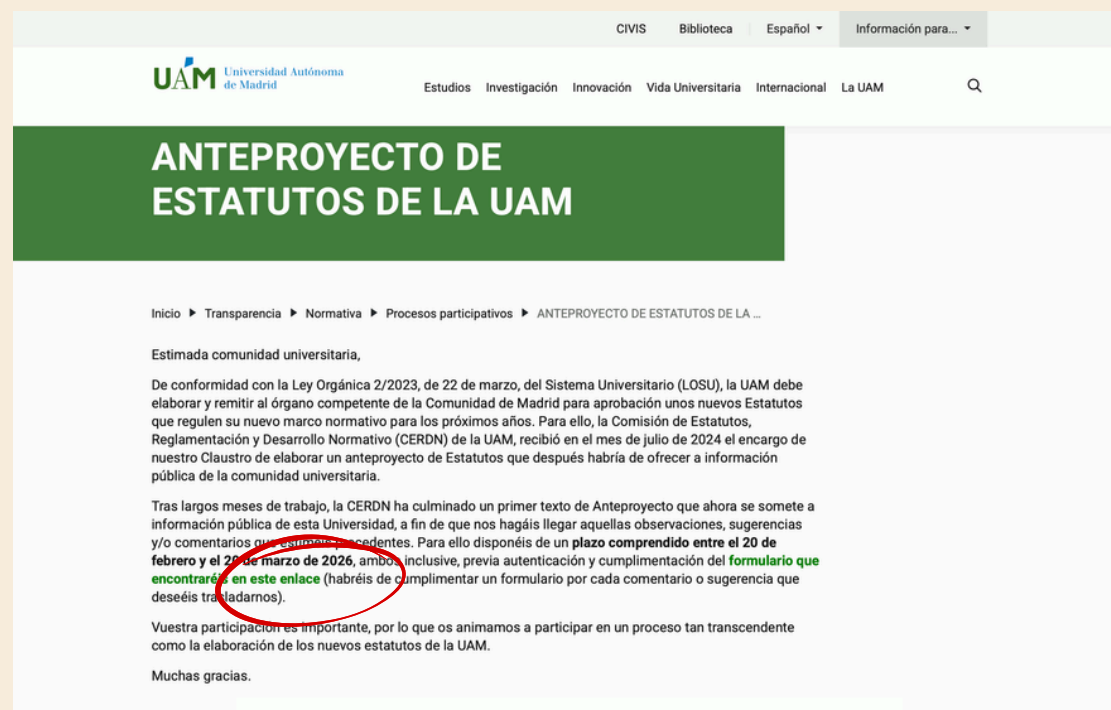 CIVIS Biblioteca Español Información para...
UAM Universidad Autónoma
de Madrid
Estudios Investigación Innovación Vida Universitaria Internacional La UAM
ANTEPROYECTO DE
ESTATUTOS DE LA UAM
Inicio Transparencia Normativa Procesos participativos ANTEPROYECTO DE ESTATUTOS DE LA ...
Estimada comunidad universitaria,
De conformidad con la Ley Orgánica 2/2023, de 22 de marzo, del Sistema Universitario (LOSU), la UAM debe
elaborar y remitir al órgano competente de la Comunidad de Madrid para aprobación unos nuevos Estatutos
que regulen su nuevo marco normativo para los próximos años. Para ello, la Comisión de Estatutos,
Reglamentación y Desarrollo Normativo (CERDN) de la UAM, recibió en el mes de julio de 2024 el encargo de
nuestro Claustro de elaborar un anteproyecto de Estatutos que después habría de ofrecer a información
pública de la comunidad universitaria.
Tras largos meses de trabajo, la CERDN ha culminado un primer texto de Anteproyecto que ahora se somete a
información pública de esta Universidad, a fin de que nos hagáis llegar aquellas observaciones, sugerencias
y/o comentarios que estiméis procedentes. Para ello disponéis de un plazo comprendido entre el 20 de
febrero y el 20 de marzo de 2026, ambos inclusive, previa autenticación y cumplimentación del formulario que
encontraréis en este enlace (habréis de cumplimentar un formulario por cada comentario o sugerencia que
deseéis trasladarnos).
Vuestra participación es importante, por lo que os animamos a participar en un proceso tan transcendente
como la elaboración de los nuevos estatutos de la UAM.
Muchas gracias.